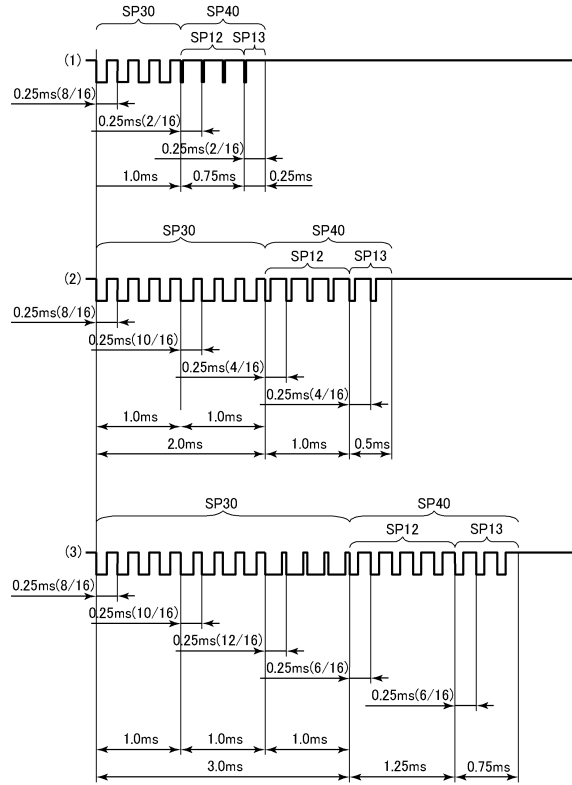 SP30 SP40
SP12 SP13
(1)
0.25ms(8/16)
0.25ms(2/16)
0.25ms(2/16)
1.0ms 0.75ms 0.25ms
SP30 SP40
SP12 SP13
(2)
0.25ms(8/16)
0.25ms(10/16)
0.25ms(4/16)
0.25ms(4/16)
1.0ms 1.0ms
2.0ms 1.0ms 0.5ms
SP30 SP40
SP12 SP13
(3)
0.25ms(8/16)
0.25ms(10/16)
0.25ms(12/16)
0.25ms(6/16)
0.25ms(6/16)
1.0ms 1.0ms 1.0ms
3.0ms 1.25ms 0.75ms